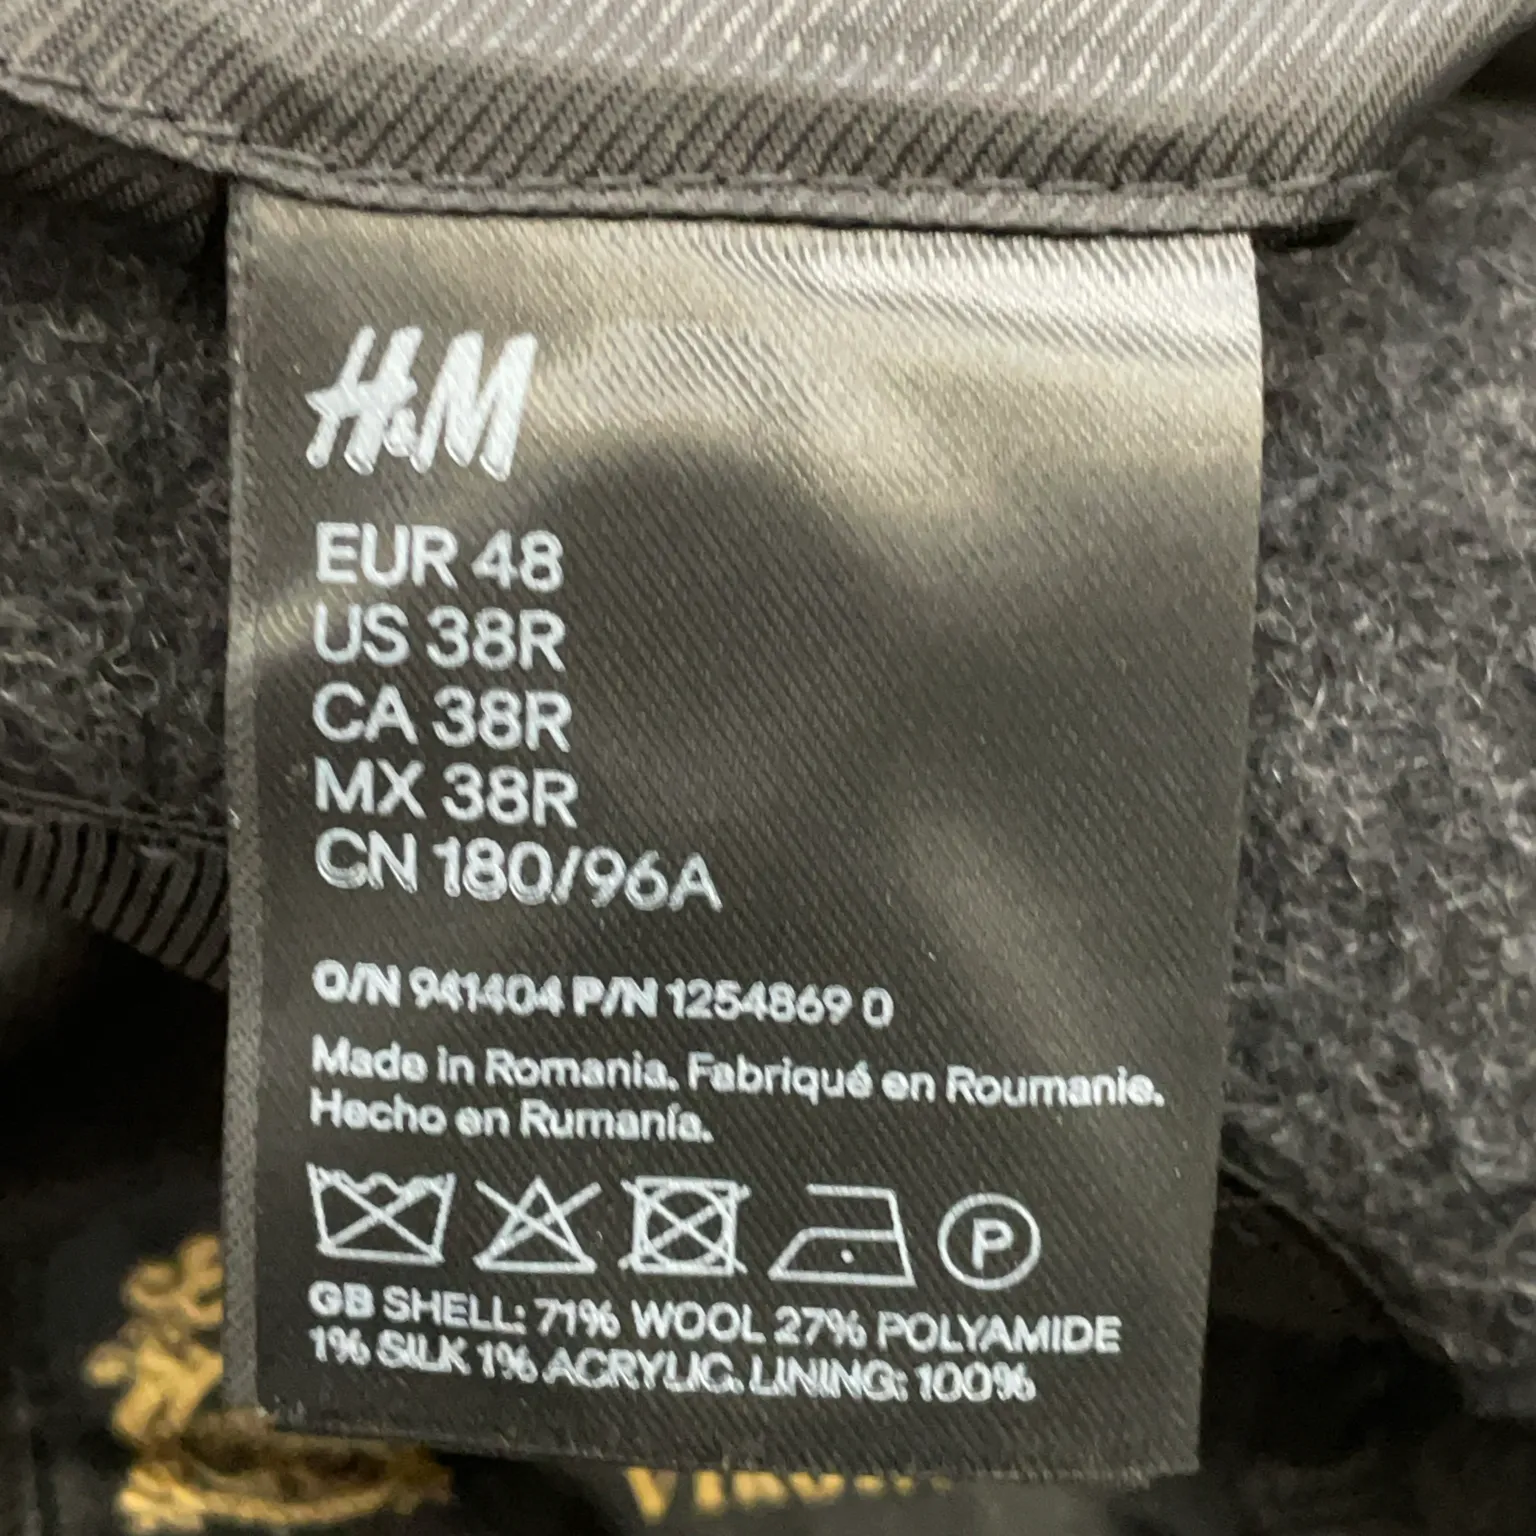 H&M
EUR 48
US 38R
CA 38R
MX 38R
CN 180/96A
O/N 941404 P/N 1254869 0
Made in Romania. Fabriqué en Roumanie.
Hecho en Rumanía.
P
GB SHELL: 71% WOOL 27% POLYAMIDE
1% SILK 1% ACRYLIC. LINING: 100%